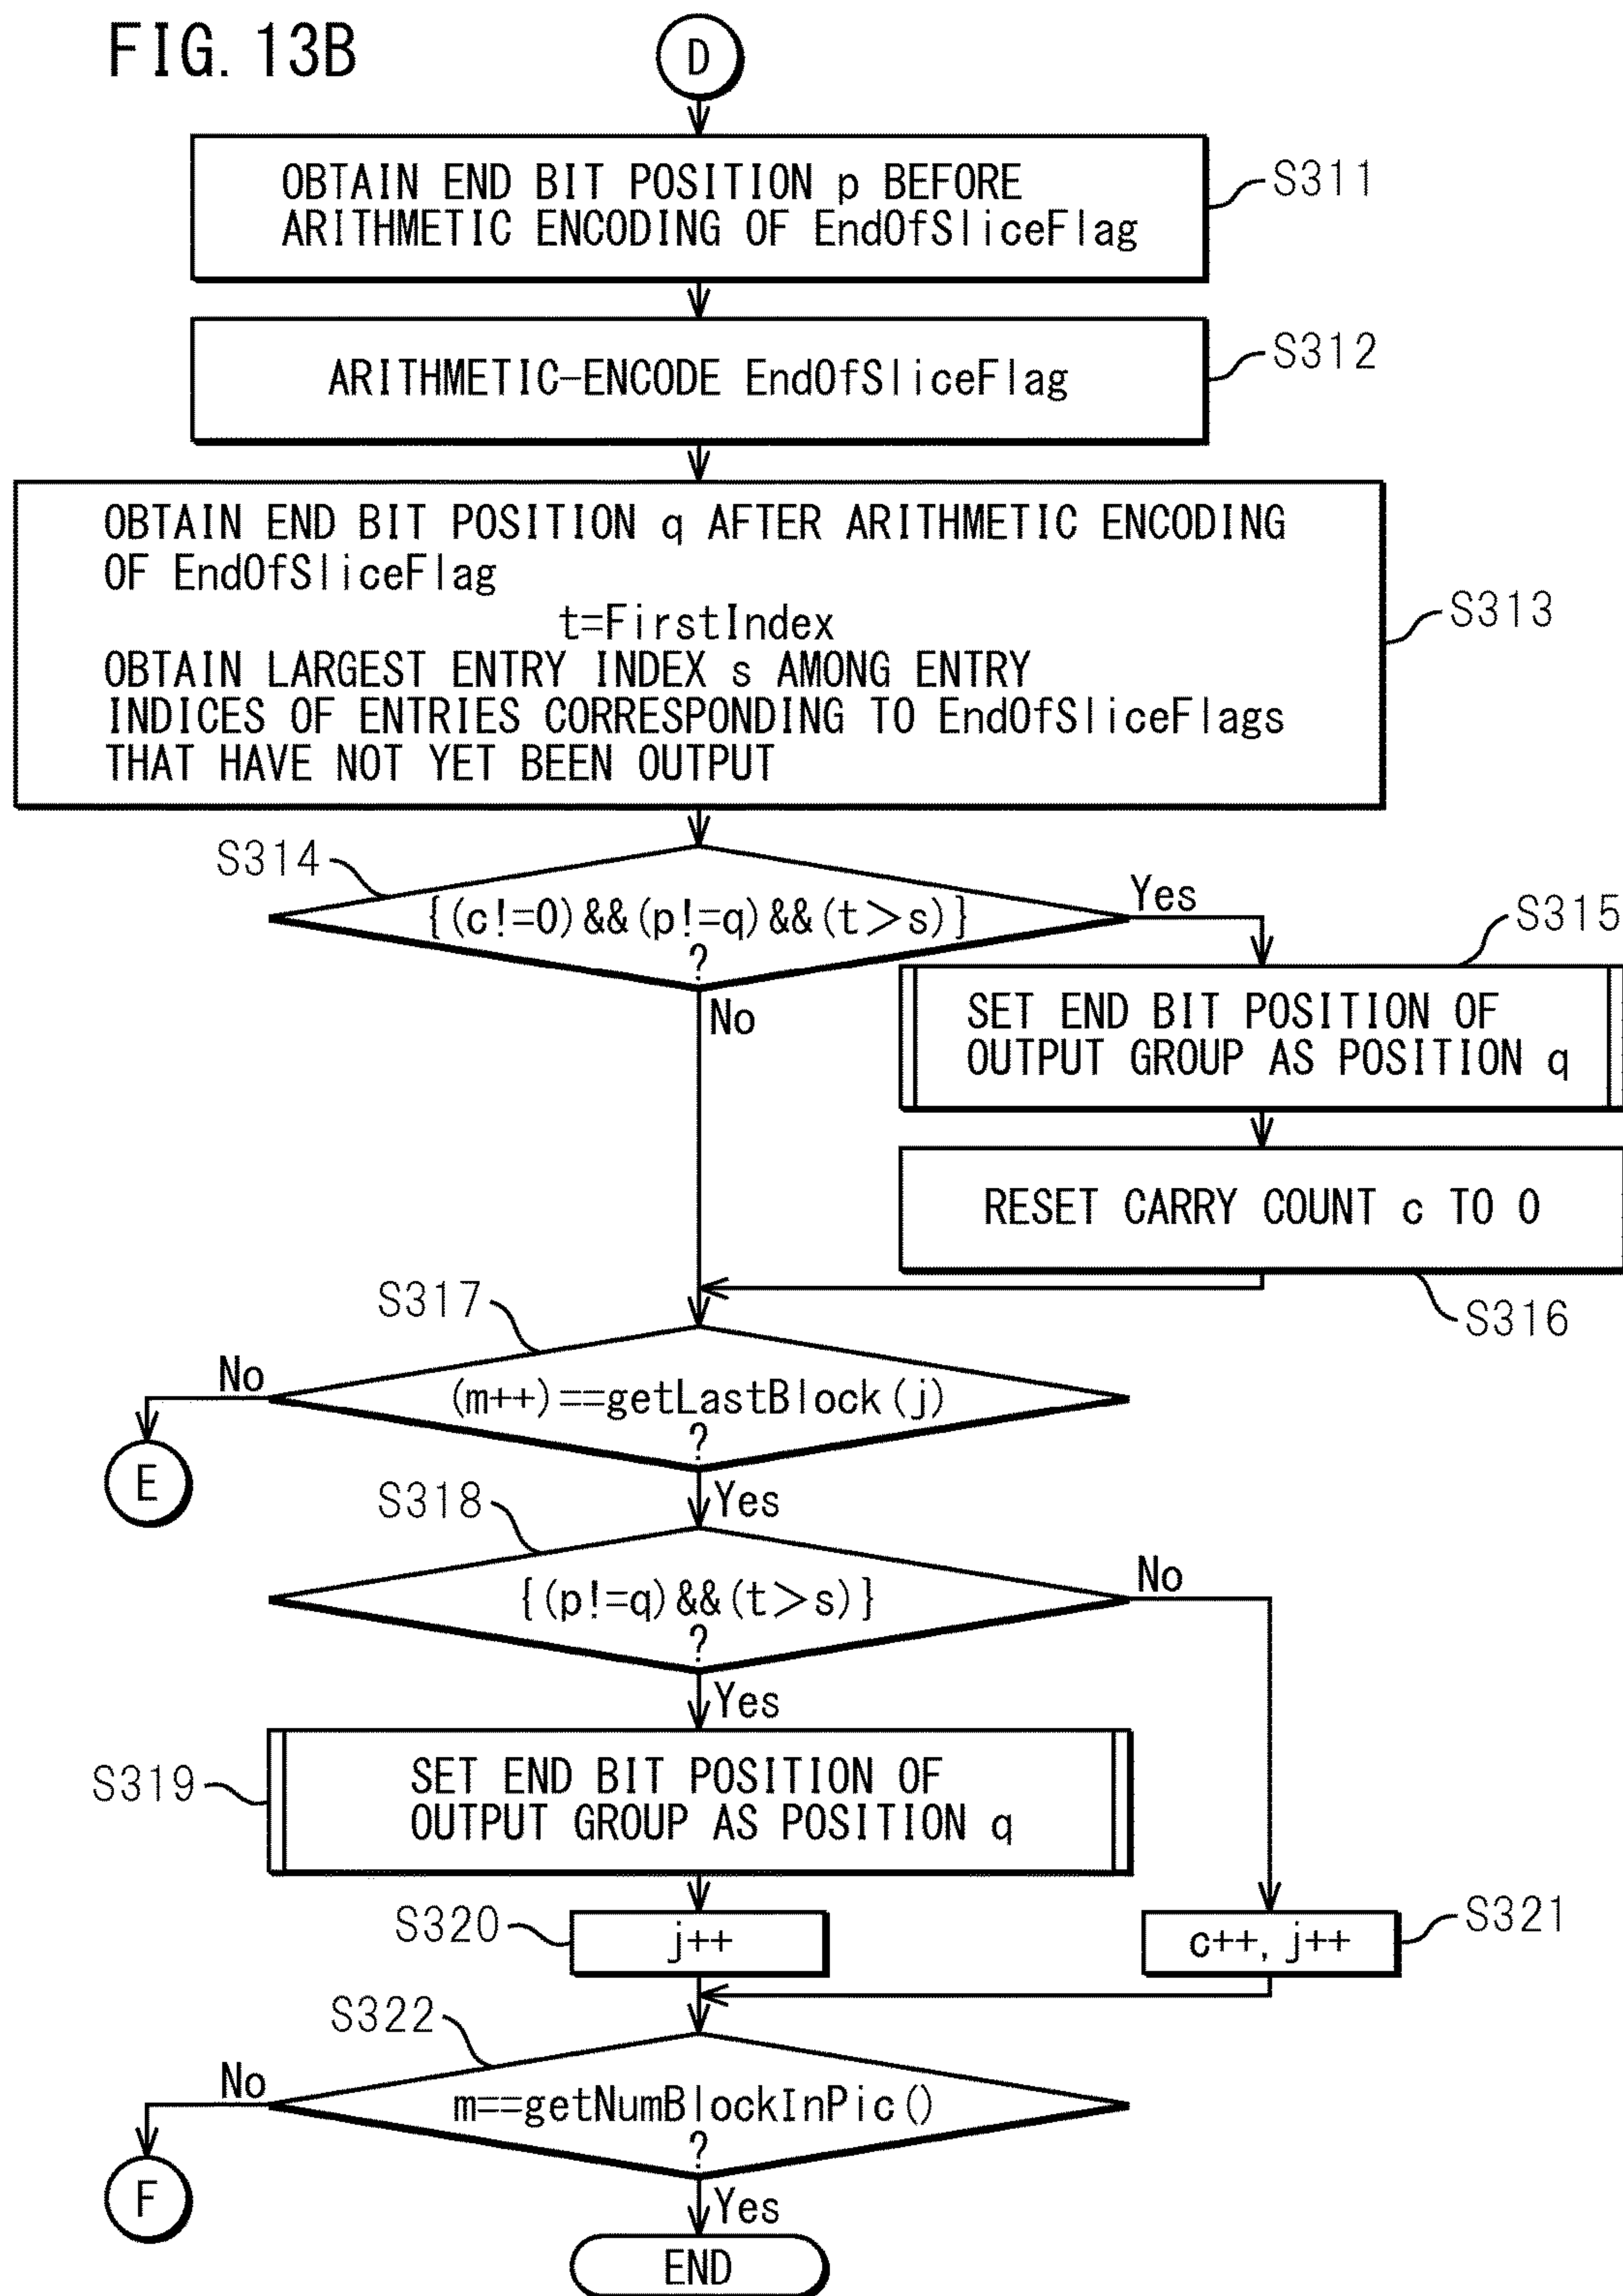 FIG. 13B
D
OBTAIN END BIT POSITION p BEFORE
ARITHMETIC ENCODING OF EndOfSliceFlag
S311
ARITHMETIC-ENCODE EndOfSliceFlag
S312
OBTAIN END BIT POSITION q AFTER ARITHMETIC ENCODING
OF EndOfSliceFlag
t=FirstIndex
OBTAIN LARGEST ENTRY INDEX s AMONG ENTRY
INDICES OF ENTRIES CORRESPONDING TO EndOfSliceFlags
THAT HAVE NOT YET BEEN OUTPUT
S313
S314
{(c!=0)&&(p!=q)&&(t>s)}
?
Yes
No
S315
SET END BIT POSITION OF
OUTPUT GROUP AS POSITION q
RESET CARRY COUNT c TO 0
S316
S317
(m++)==getLastBlock(j)
?
No
E
Yes
S318
{(p!=q)&&(t>s)}
?
No
Yes
S319
SET END BIT POSITION OF
OUTPUT GROUP AS POSITION q
S320
j++
c++, j++
S321
S322
m==getNumBlockInPic()
?
No
F
Yes
END